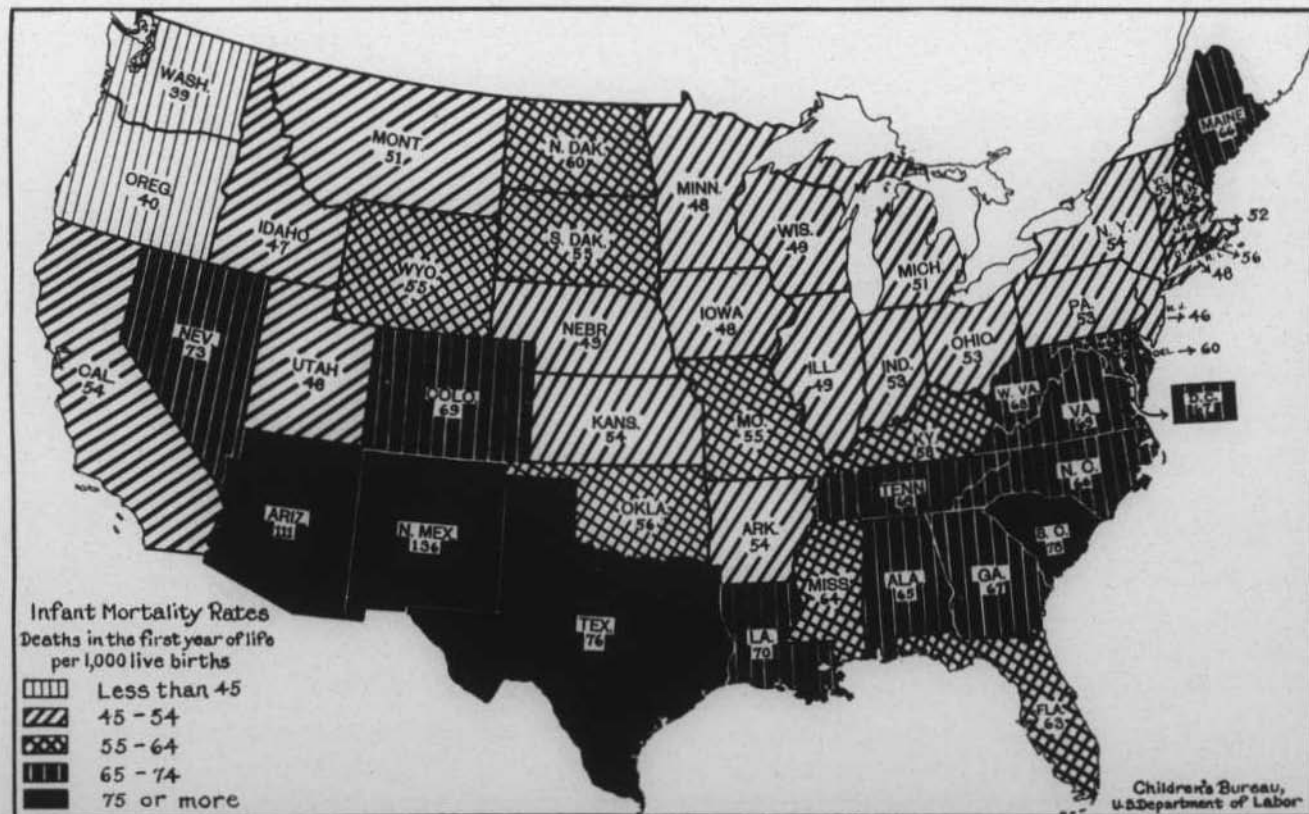 WASH.
39
OREG.
40
CAL.
54
NEV.
73
IDAHO
47
MONT.
51
WYO.
55
UTAH
48
COLO.
69
ARIZ.
111
N. MEX.
136
N. DAK.
60
S. DAK.
55
NEBR.
49
KANS.
54
OKLA.
56
TEX.
76
MINN.
48
IOWA
48
MO.
55
ARK.
54
LA.
70
WIS.
49
ILL.
49
MICH.
51
IND.
53
OHIO
53
KY.
58
TENN.
MISS.
64
ALA.
65
GA.
67
FLA.
63
S. C.
N. C.
VA.
W. VA.
PA.
53
N. Y.
54
MAINE
VT.
53
N. H.
MASS.
52
R. I.
56
48
N. J.
46
DEL.
60
D. C.
Infant Mortality Rates
Deaths in the first year of life
per 1,000 live births
Less than 45
45 - 54
55 - 64
65 - 74
75 or more
Children's Bureau,
U.S. Department of Labor